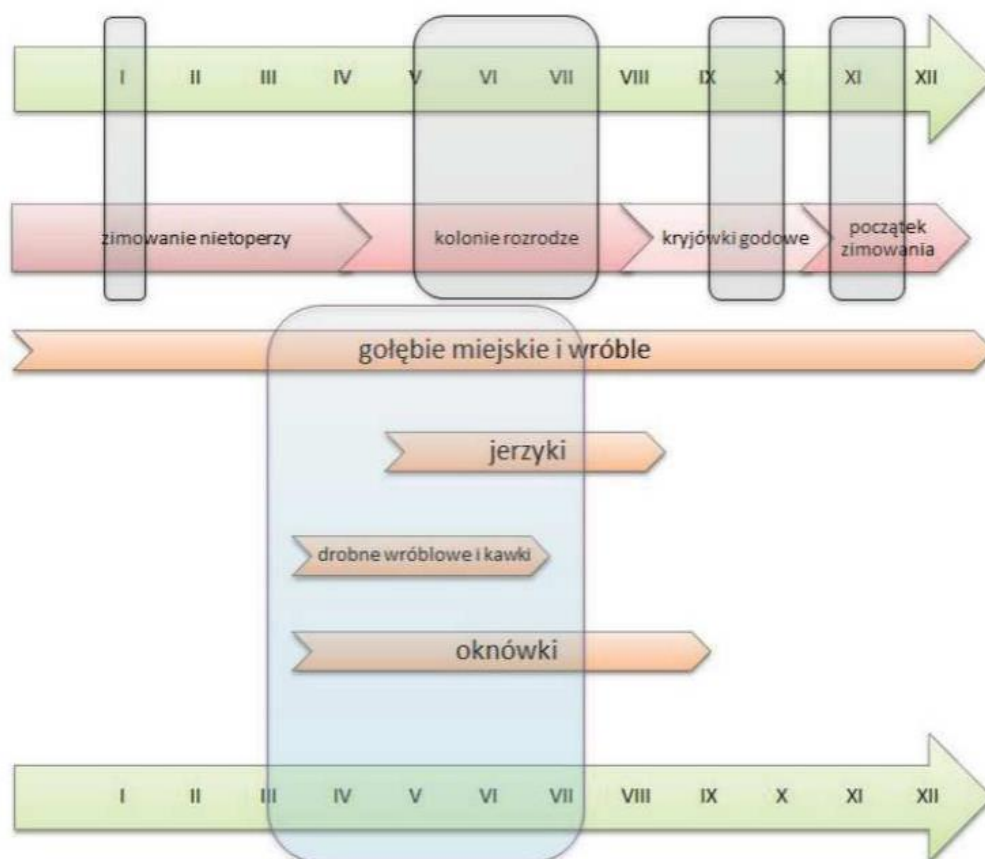 I II III IV V VI VII VIII IX X XI XII
zimowanie nietoperzy
kolonie rozrodze
kryjówki godowe
początek
zimowania
gołębie miejskie i wróble
jerzyki
drobne wróblowe i kawki
oknówki
I II III IV V VI VII VIII IX X XI XII